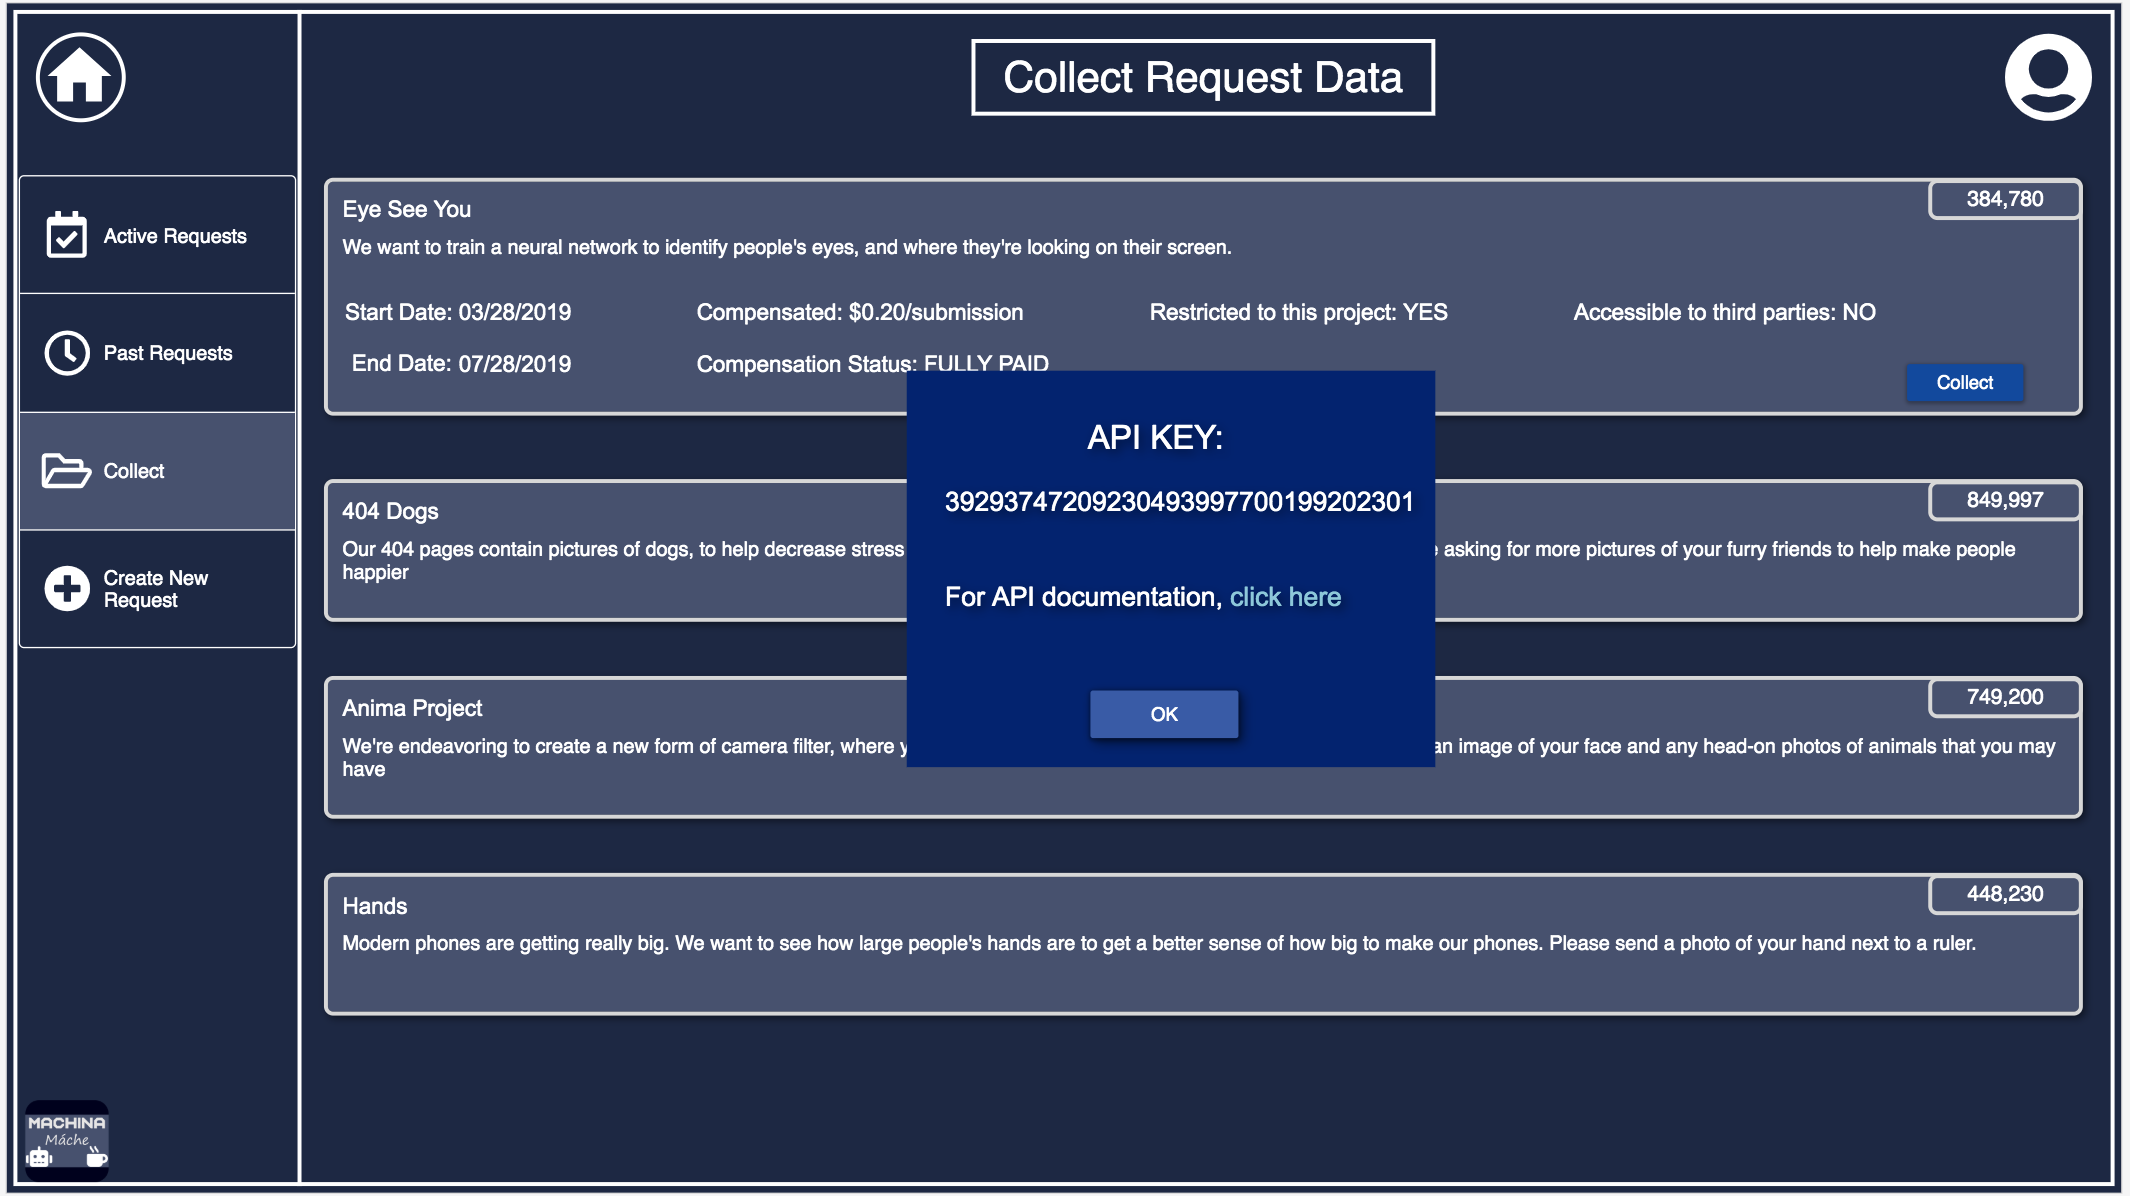 Collect Request Data
Active Requests
Past Requests
Collect
Create New
Request
Eye See You
384,780
We want to train a neural network to identify people's eyes, and where they're looking on their screen.
Start Date: 03/28/2019
Compensated: $0.20/submission
Restricted to this project: YES
Accessible to third parties: NO
End Date: 07/28/2019
Compensation Status: FULLY PAID
Collect
API KEY:
39293747209230493997700199202301
For API documentation, click here
OK
404 Dogs
849,997
Our 404 pages contain pictures of dogs, to help decrease stress
asking for more pictures of your furry friends to help make people
happier
Anima Project
749,200
We're endeavoring to create a new form of camera filter, where
an image of your face and any head-on photos of animals that you may
have
Hands
448,230
Modern phones are getting really big. We want to see how large people's hands are to get a better sense of how big to make our phones. Please send a photo of your hand next to a ruler.
MACHINA
Máche